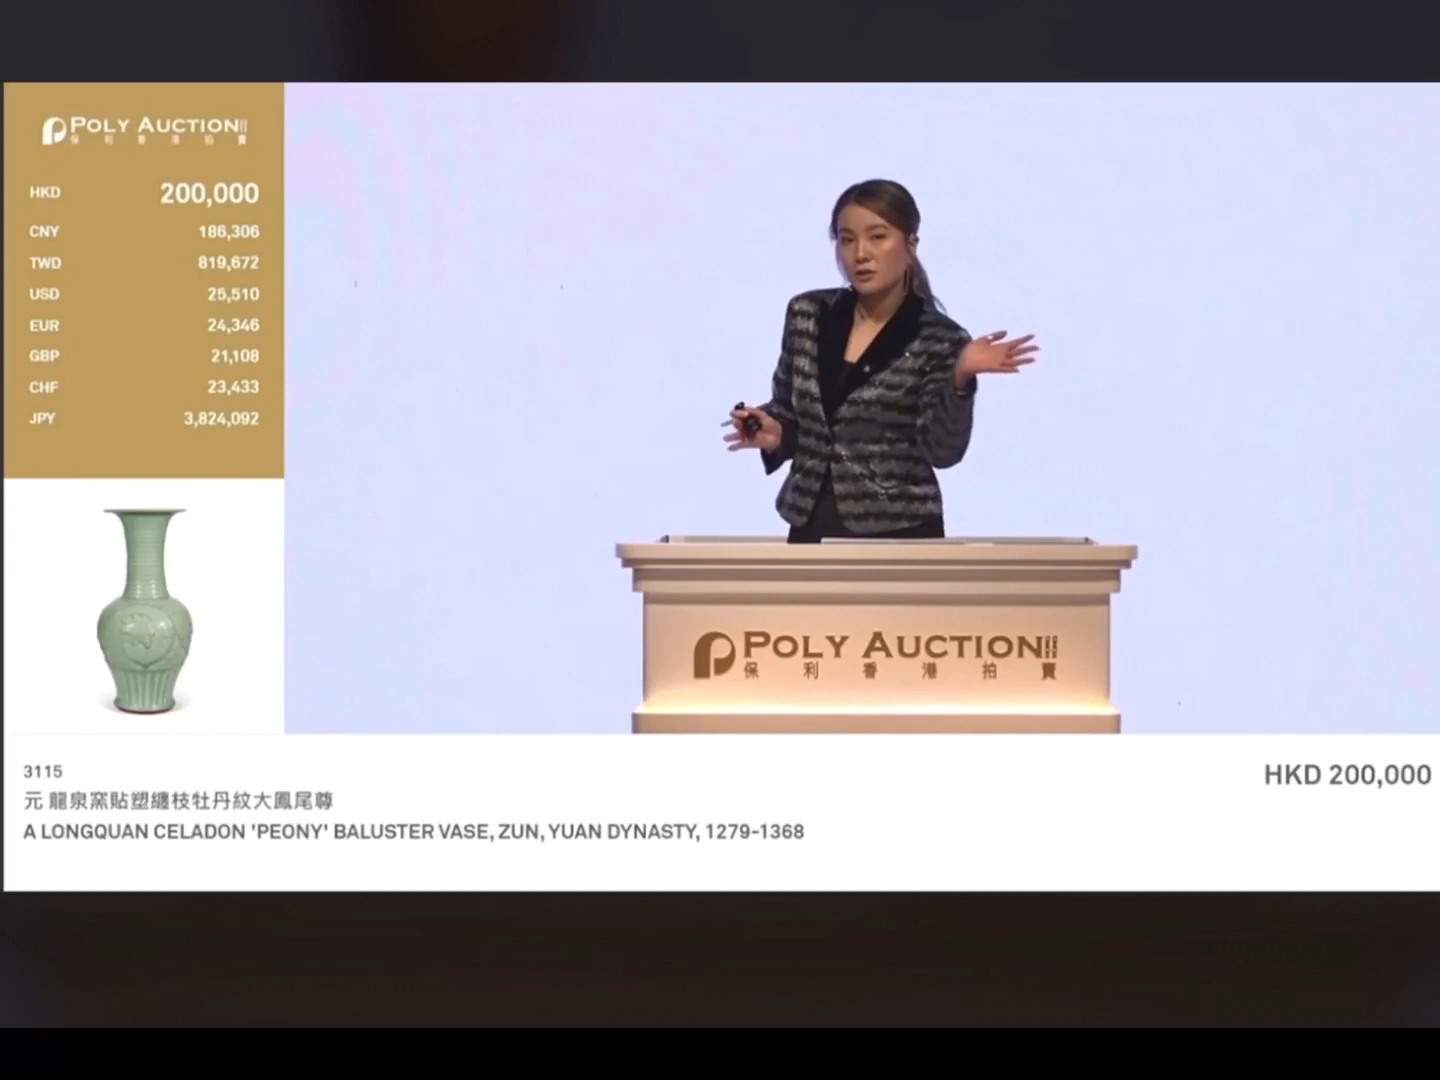 POLY AUCTION
保利香港拍賣
HKD 200,000
CNY 186,306
TWD 819,672
USD 25,510
EUR 24,346
GBP 21,108
CHF 23,433
JPY 3,824,092
POLY AUCTION
保利香港拍賣
3115
元 龍泉窯貼塑纏枝牡丹紋大鳳尾尊
A LONGQUAN CELADON 'PEONY' BALUSTER VASE, ZUN, YUAN DYNASTY, 1279-1368
HKD 200,000